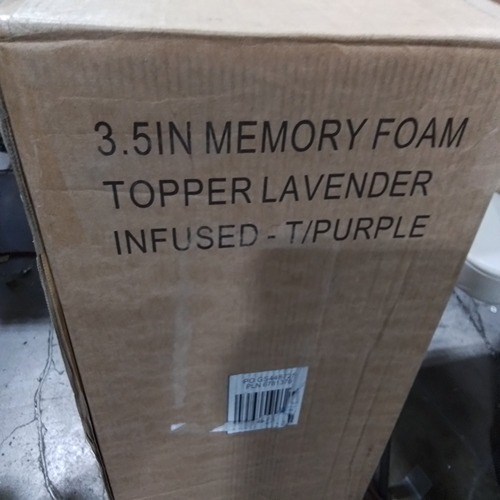 3.5IN MEMORY FOAM
TOPPER LAVENDER
INFUSED - T/PURPLE